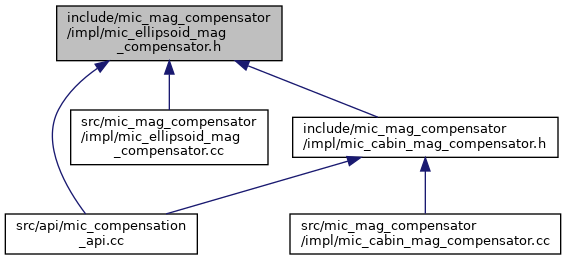 include/mic_mag_compensator
/impl/mic_ellipsoid_mag
_compensator.h
src/mic_mag_compensator
/impl/mic_ellipsoid_mag
_compensator.cc
include/mic_mag_compensator
/impl/mic_cabin_mag_compensator.h
src/api/mic_compensation
_api.cc
src/mic_mag_compensator
/impl/mic_cabin_mag_compensator.cc